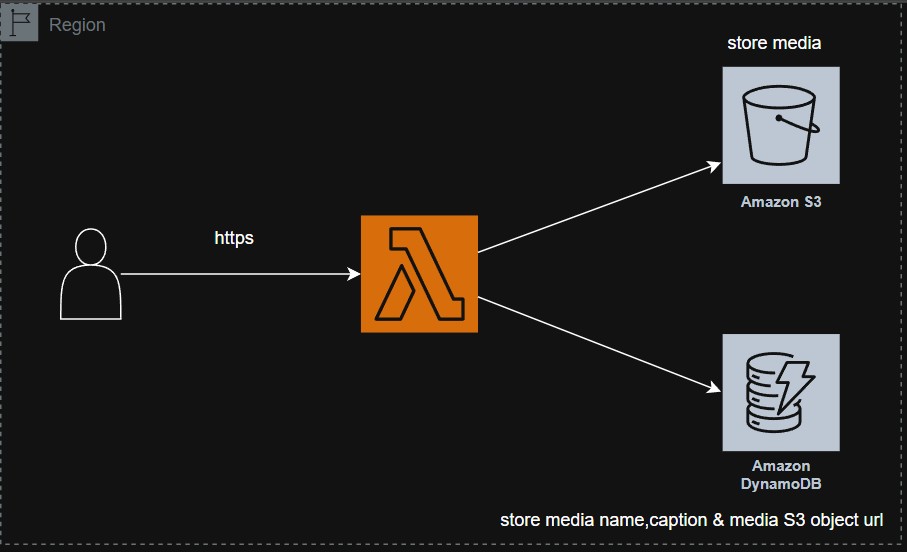 Region
store media
Amazon S3
https
Amazon
DynamoDB
store media name,caption & media S3 object url